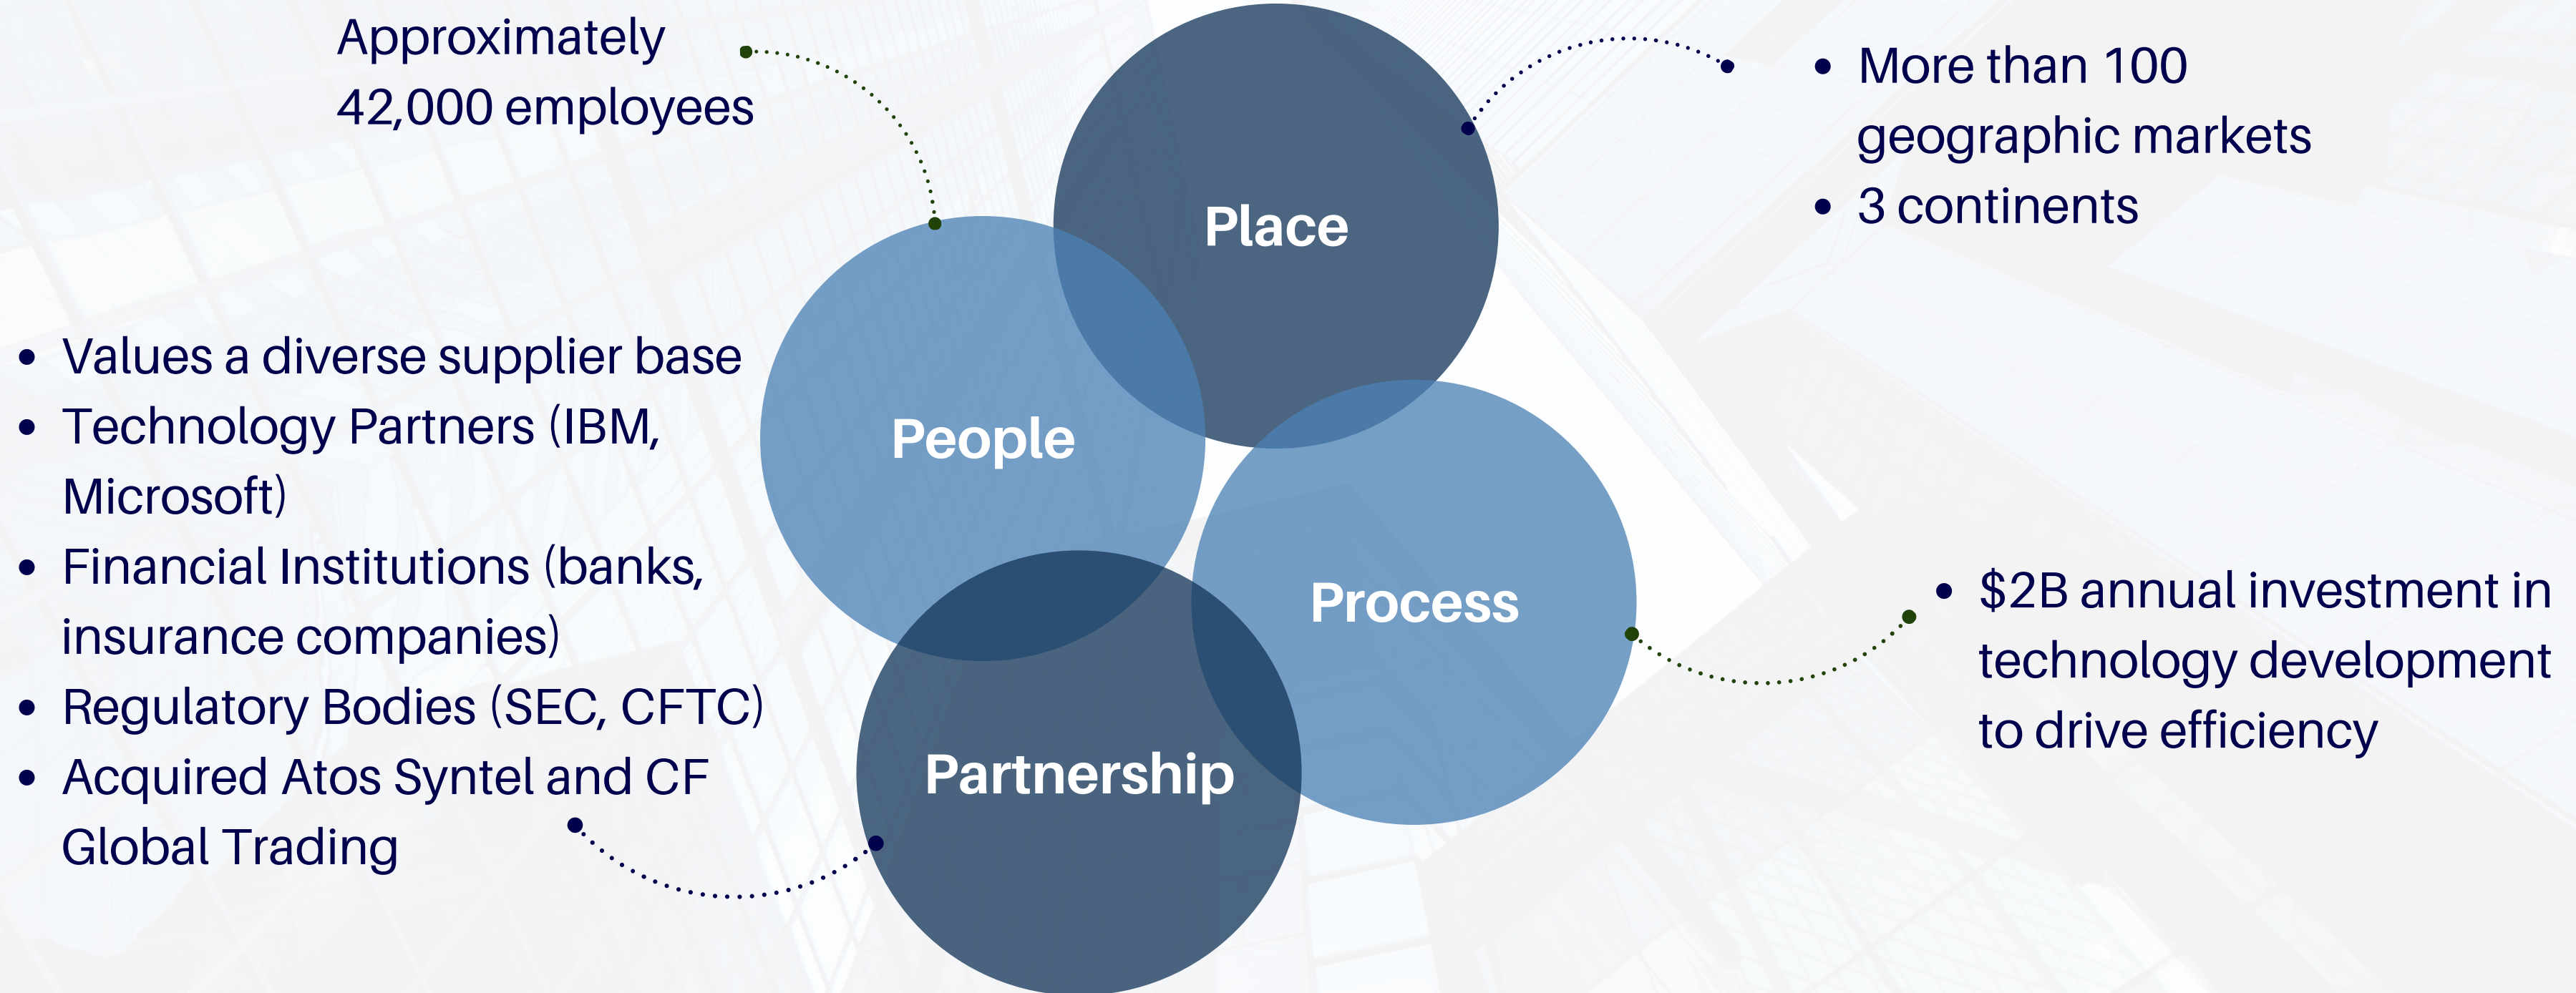 Approximately
42,000 employees
• More than 100
geographic markets
• 3 continents
Place
People
• Values a diverse supplier base
• Technology Partners (IBM,
Microsoft)
• Financial Institutions (banks,
insurance companies)
• Regulatory Bodies (SEC, CFTC)
• Acquired Atos Syntel and CF
Global Trading
Process
• $2B annual investment in
technology development
to drive efficiency
Partnership